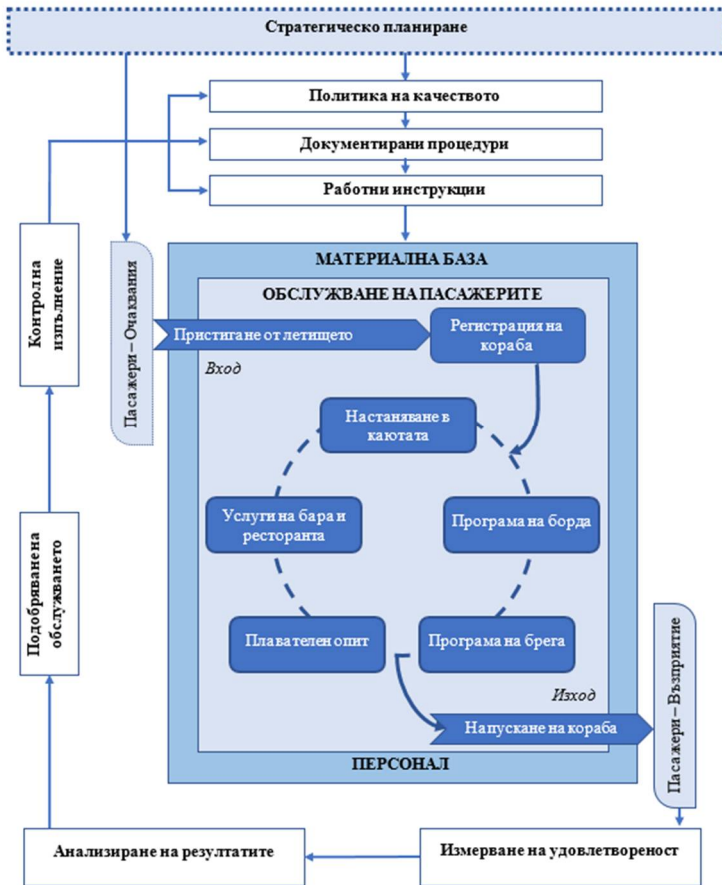 Стратегическо планиране
Политика на качеството
Документирани процедури
Работни инструкции
Контрол на
изпълнение
Пасажери – Очаквания
МАТЕРИАЛНА БАЗА
ОБСЛУЖВАНЕ НА ПАСАЖЕРИТЕ
Пристигане от летището
Регистрация на
кораба
Вход
Настаняване в
каютата
Услуги на бара и
ресторанта
Програма на борда
Подобряване на
обслужването
Плавателен опит
Програма на брега
Изход
Напускане на кораба
Пасажери – Възприятие
ПЕРСОНАЛ
Анализиране на резултатите
Измерване на удовлетвореност